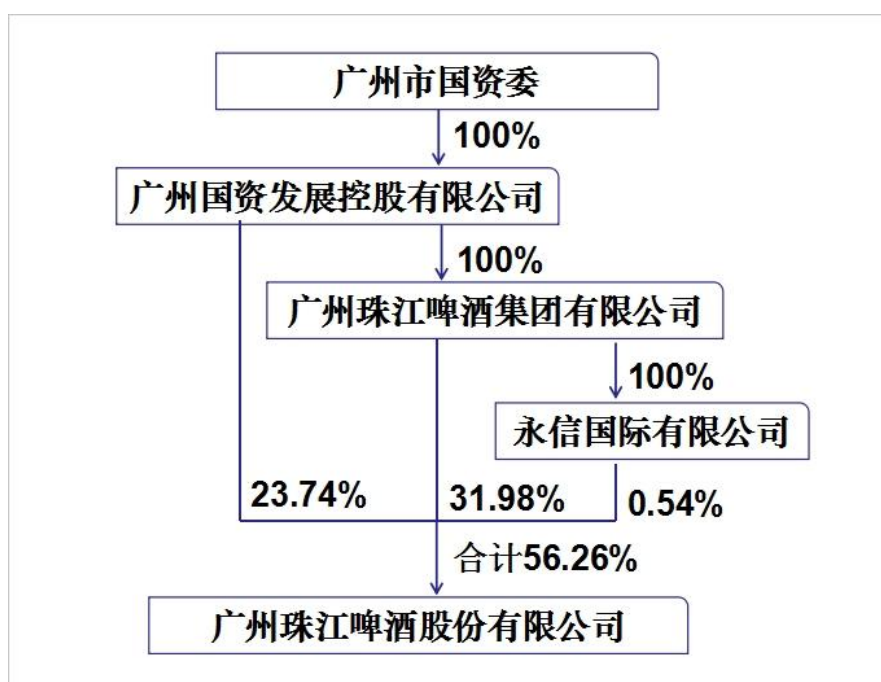 广州市国资委
100%
广州国资发展控股有限公司
100%
广州珠江啤酒集团有限公司
100%
永信国际有限公司
23.74%
31.98%
0.54%
合计56.26%
广州珠江啤酒股份有限公司